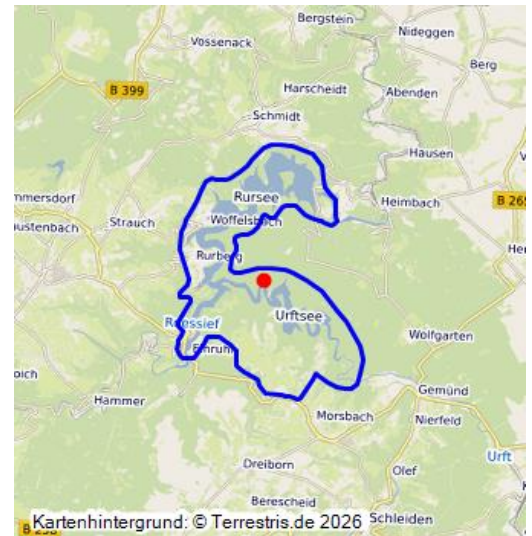 Bergstein
Nideggen
Vossenack
Berg
B 399
Harscheidt
Abenden
Schmidt
Hausen
Rursee
Heimbach
mmersdorf
B 265
Strauch
Woffelsbach
ustenbach
Rurberg
Urftsee
Wolfgarten
Einruhr
oich
Hammer
Gemünd
Morsbach
Nierfeld
Urft
Dreiborn
Olef
Berescheid
Schleiden
Kartenhintergrund: © Terrestris.de 2026